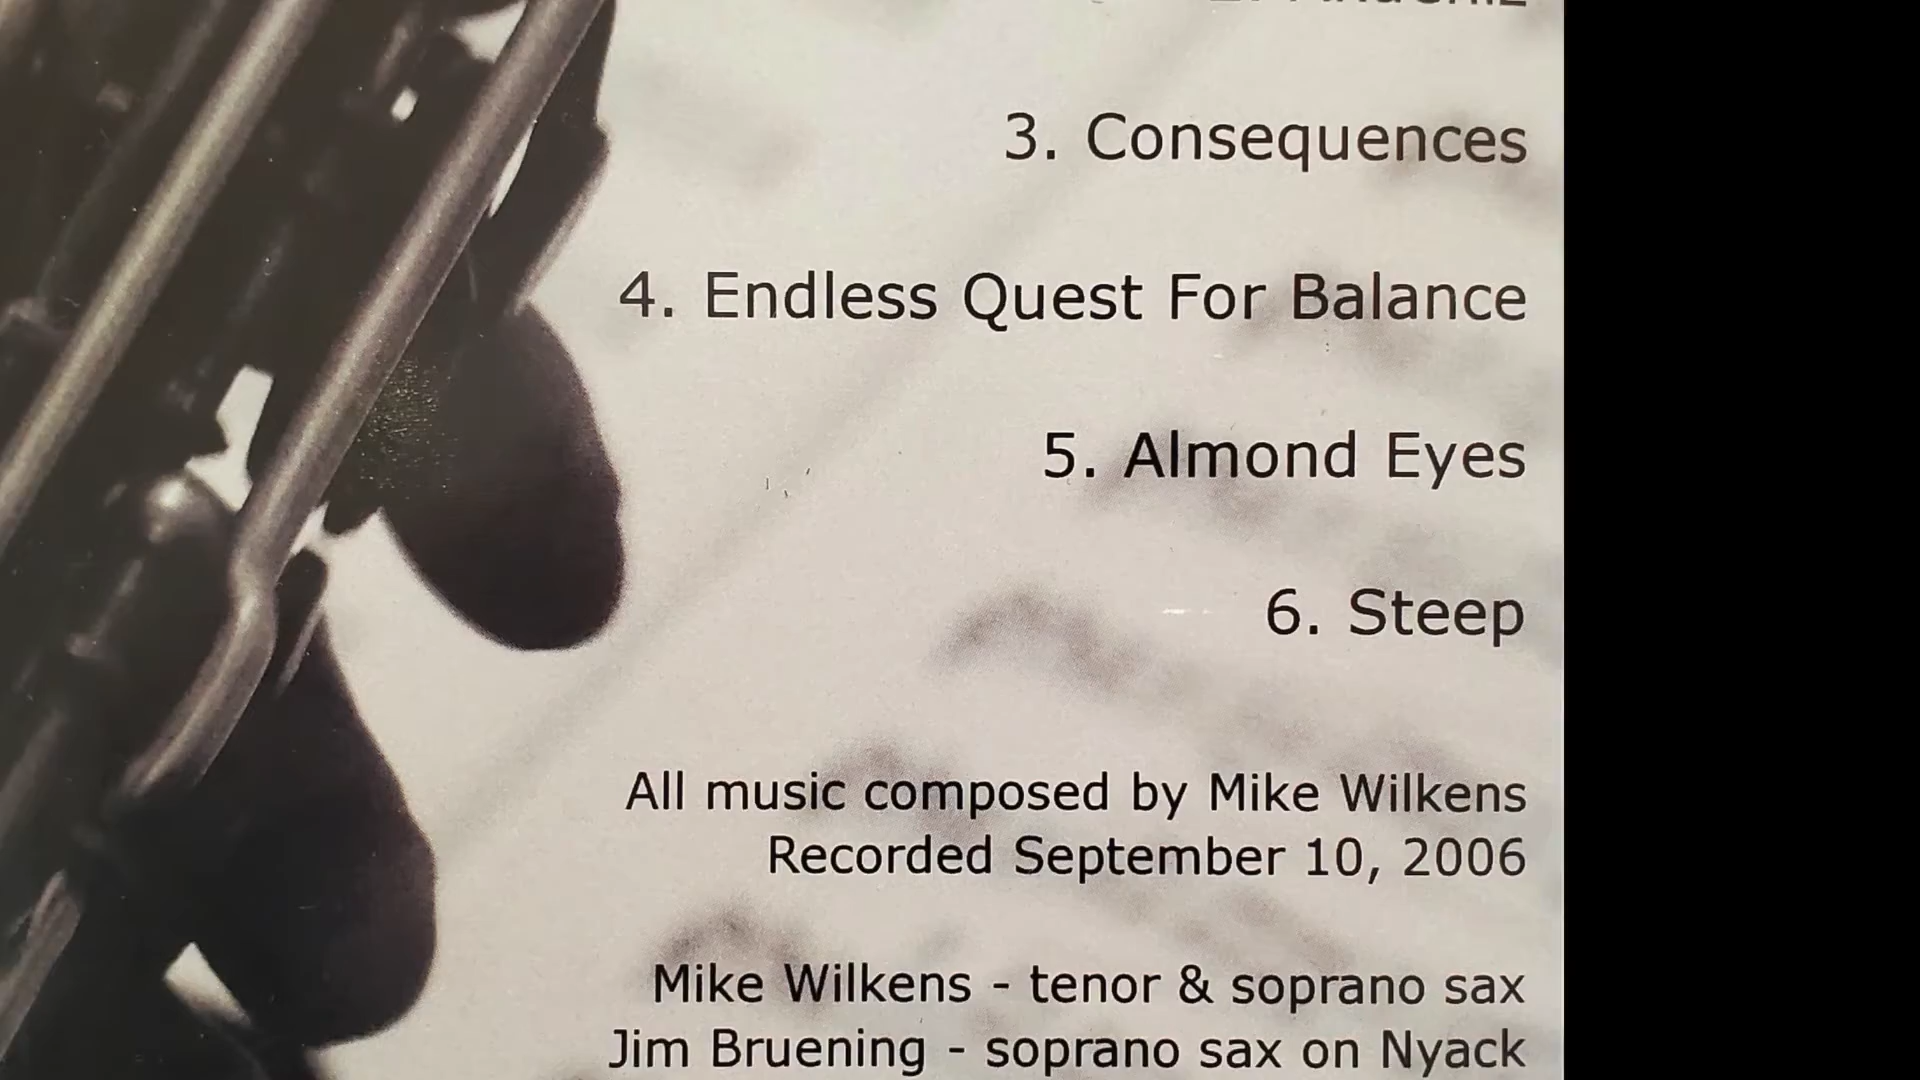 3. Consequences
4. Endless Quest For Balance
5. Almond Eyes
6. Steep
All music composed by Mike Wilkens
Recorded September 10, 2006
Mike Wilkens - tenor & soprano sax
Jim Bruening - soprano sax on Nyack